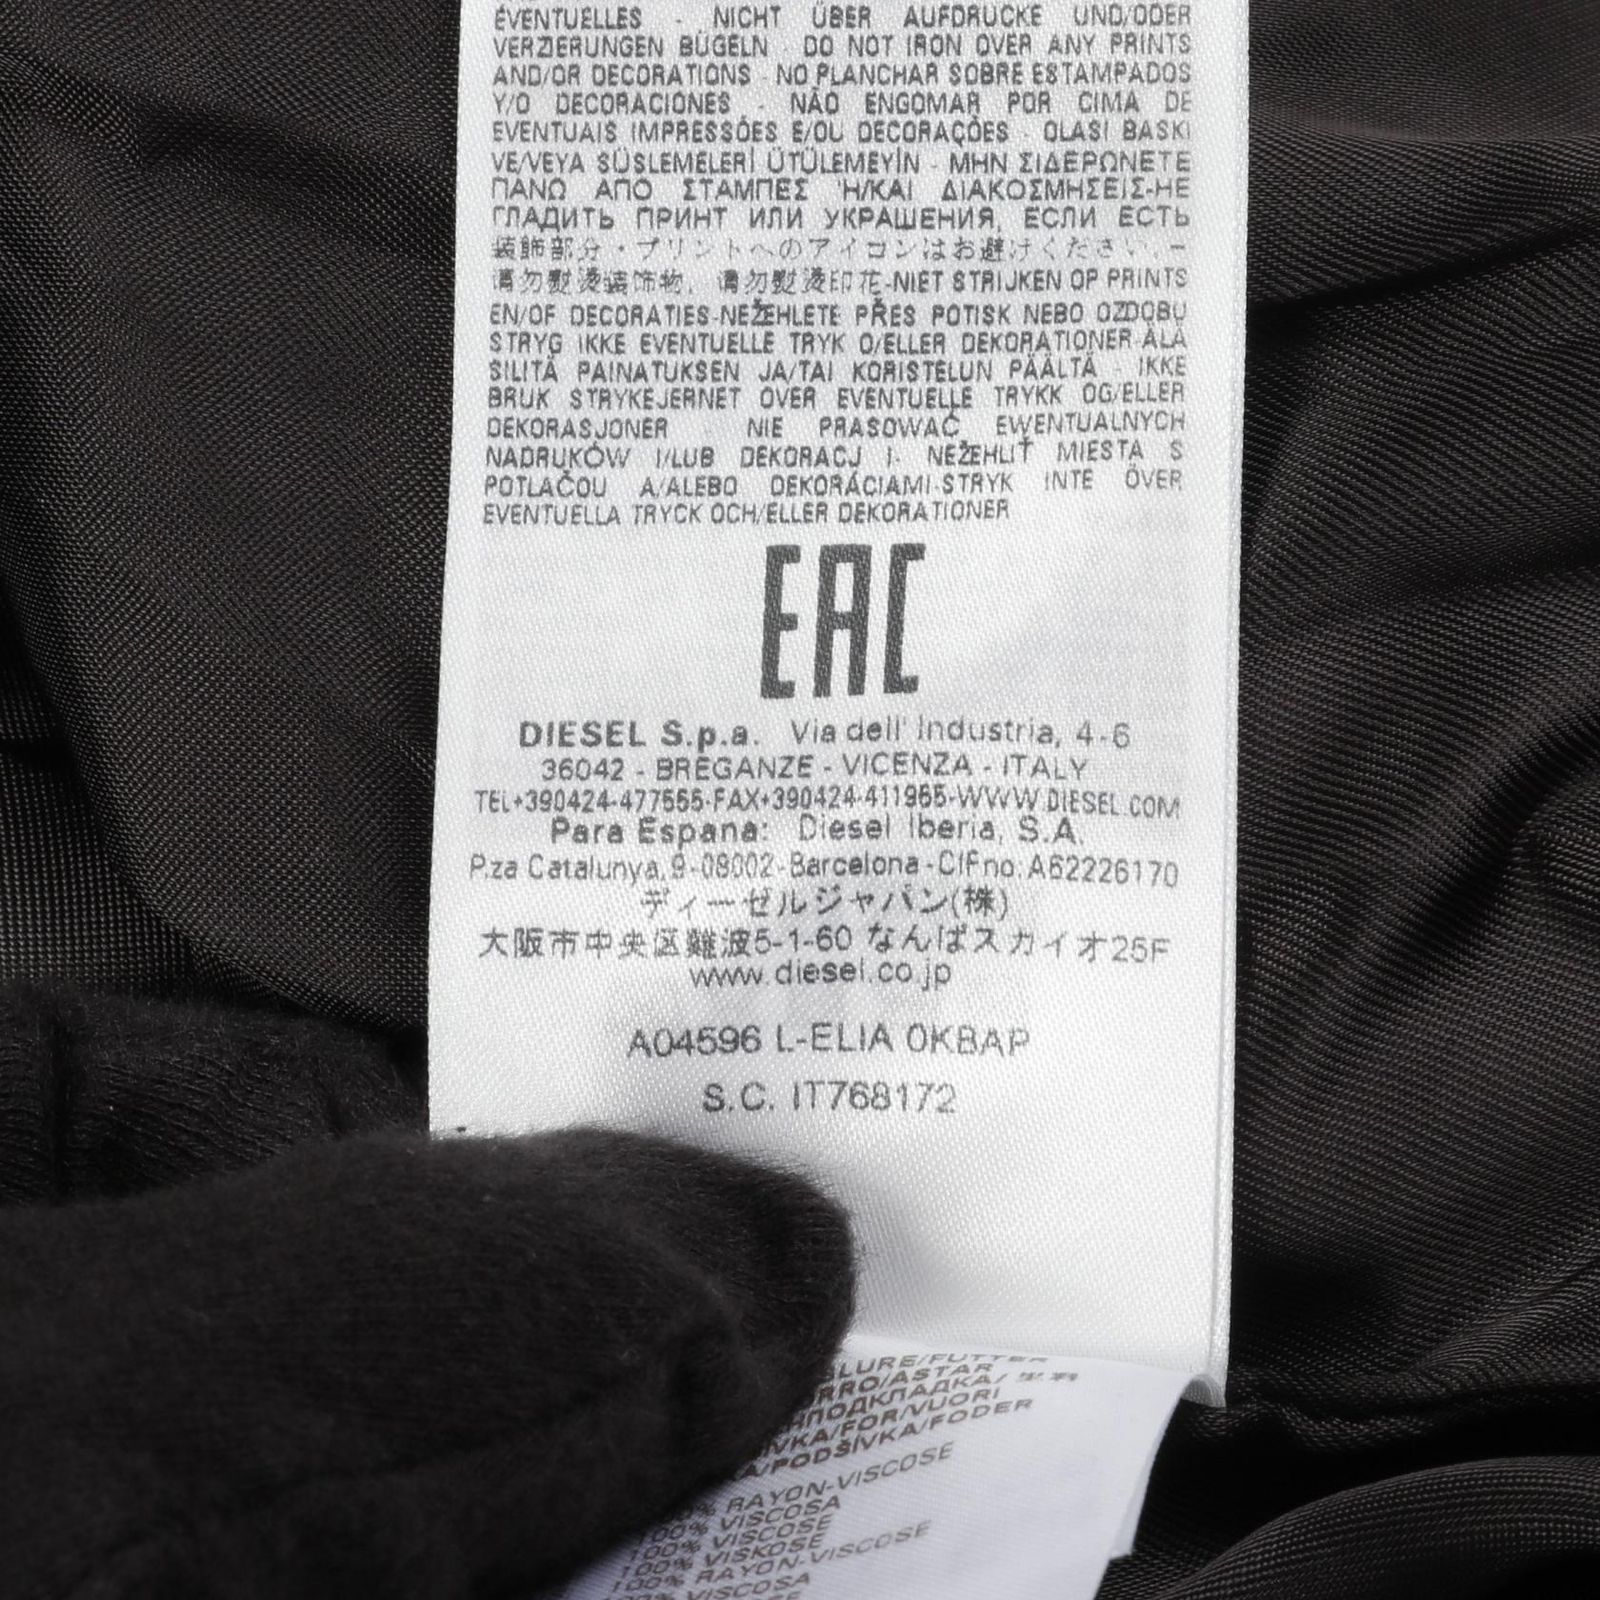 ÉVENTUELLES - NICHT ÜBER AUFDRUCKE UND/ODER
VERZIERUNGEN BÜGELN - DO NOT IRON OVER ANY PRINTS
AND/OR DECORATIONS - NO PLANCHAR SOBRE ESTAMPADOS
Y/O DECORACIONES - NÃO ENGOMAR POR CIMA DE
EVENTUAIS IMPRESSÕES E/OU DECORAÇÕES - OLASI BASKI
VE/VEYA SÜSLEMELERİ ÜTÜLEMEYİN - ΜΗΝ ΣΙΔΕΡΩΝΕΤΕ
ΠΑΝΩ ΑΠΟ ΣΤΑΜΠΕΣ Ή/ΚΑΙ ΔΙΑΚΟΣΜΗΣΕΙΣ-НЕ
ГЛАДИТЬ ПРИНТ ИЛИ УКРАШЕНИЯ, ЕСЛИ ЕСТЬ
装飾部分・プリントへのアイロンはお避けください。-
请勿熨烫装饰物, 请勿熨烫印花-NIET STRIJKEN OP PRINTS
EN/OF DECORATIES-NEŽEHLETE PŘES POTISK NEBO OZDOBU
STRYG IKKE EVENTUELLE TRYK O/ELLER DEKORATIONER-ÄLÄ
SILITÄ PAINATUKSEN JA/TAI KORISTELUN PÄÄLTÄ - IKKE
BRUK STRYKEJERNET OVER EVENTUELLE TRYKK OG/ELLER
DEKORASJONER - NIE PRASOWAĆ EWENTUALNYCH
NADRUKÓW I/LUB DEKORACJ I- NEŽEHLIŤ MIESTA S
POTLAČOU A/ALEBO DEKORÁCIAMI-STRYK INTE ÖVER
EVENTUELLA TRYCK OCH/ELLER DEKORATIONER
EAC
DIESEL S.p.a. Via dell' Industria, 4-6
36042 - BREGANZE - VICENZA - ITALY
TEL+390424-477555-FAX+390424-411955-WWW.DIESEL.COM
Para Espana: Diesel Iberia, S.A.
P.za Catalunya, 9-08002-Barcelona-CIF no: A62226170
ディーゼルジャパン(株)
大阪市中央区難波5-1-60 なんばスカイオ25F
www.diesel.co.jp
A04596 L-ELIA 0KBAP
S.C. IT768172
LURE/FUTTER
RRO/ASTAR
ПОДКЛАДКА/
VKA/FOR/VUORI
A/PODŠÍVKA/FODER
% RAYON-VISCOSE
100% VISCOSA
100% VISCOSE
100% VISKOSE
100% RAYON-VISCOSE
VISCOSA